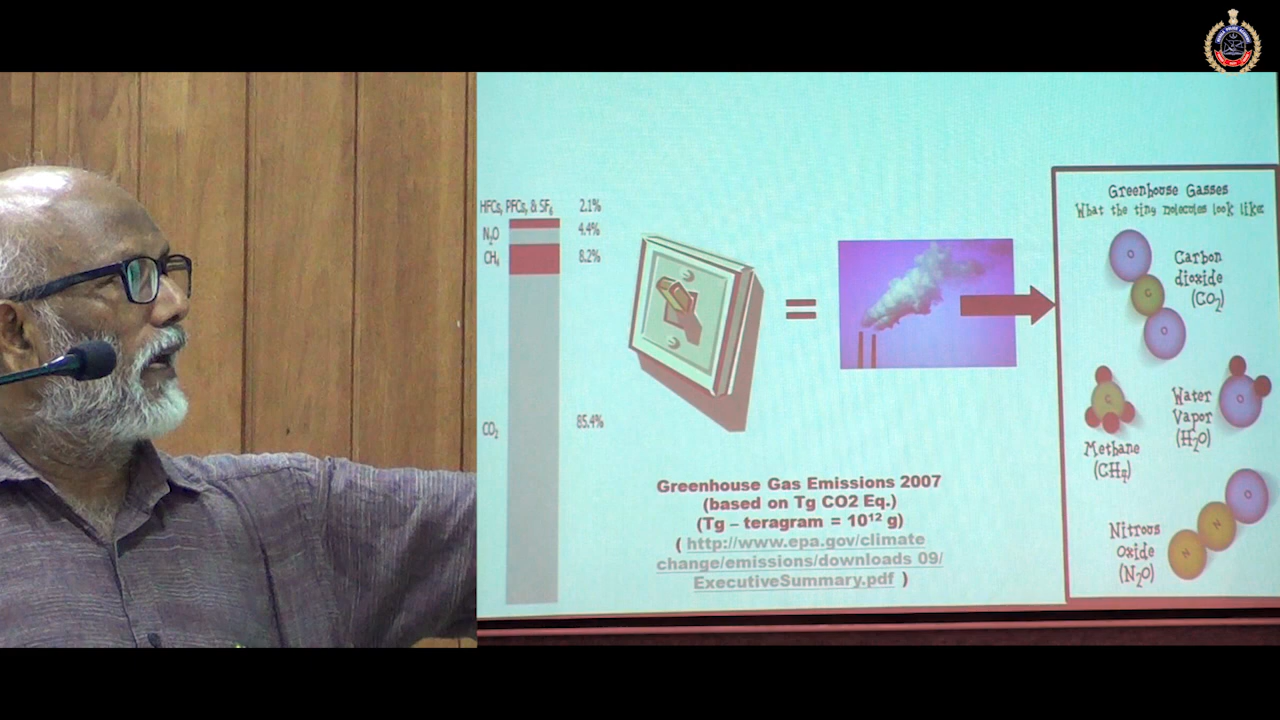 HFCs, PFCs, & SF6 2.1%
N2O 4.4%
CH4 8.2%
CO2 85.4%
=
Greenhouse Gas Emissions 2007
(based on Tg CO2 Eq.)
(Tg – teragram = 10¹² g)
( http://www.epa.gov/climate
change/emissions/downloads 09/
ExecutiveSummary.pdf )
Greenhouse Gasses
What the tiny molecules look like
O
C
O
Carbon
dioxide
(CO2)
C
Methane
(CH4)
Water
Vapor
(H2O)
O
Nitrous
oxide
(N2O)
O
N
N